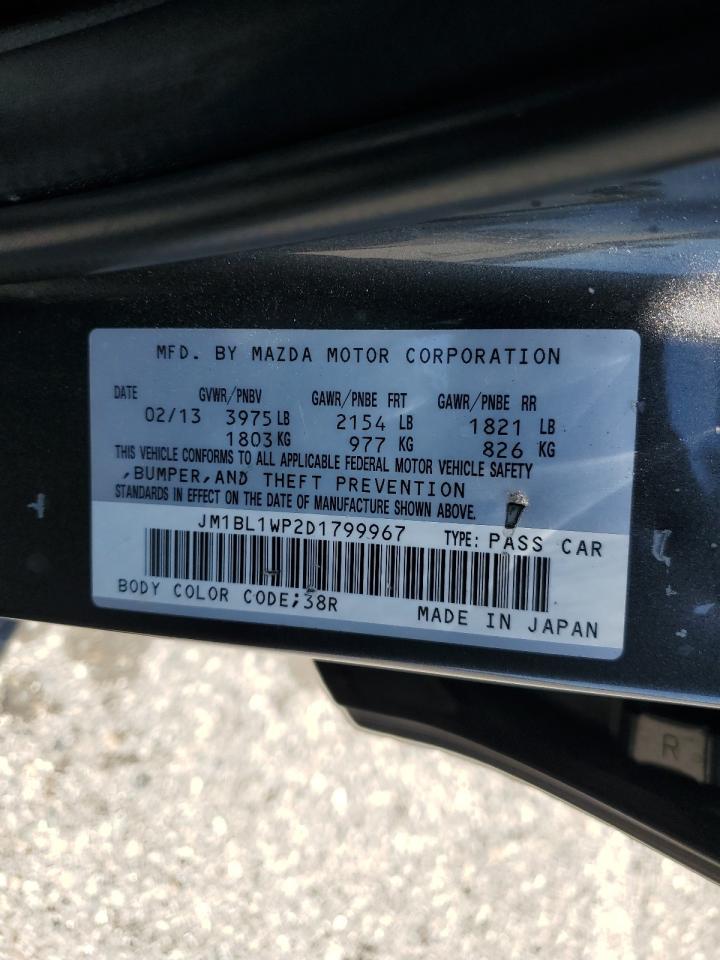 MFD. BY MAZDA MOTOR CORPORATION
DATE GVWR/PNBV GAWR/PNBE FRT GAWR/PNBE RR
02/13 3975 LB 2154 LB 1821 LB
1803 KG 977 KG 826 KG
THIS VEHICLE CONFORMS TO ALL APPLICABLE FEDERAL MOTOR VEHICLE SAFETY
,BUMPER,AND THEFT PREVENTION
STANDARDS IN EFFECT ON THE DATE OF MANUFACTURE SHOWN ABOVE.
JM1BL1WP2D1799967 TYPE: PASS CAR
BODY COLOR CODE;38R MADE IN JAPAN
R